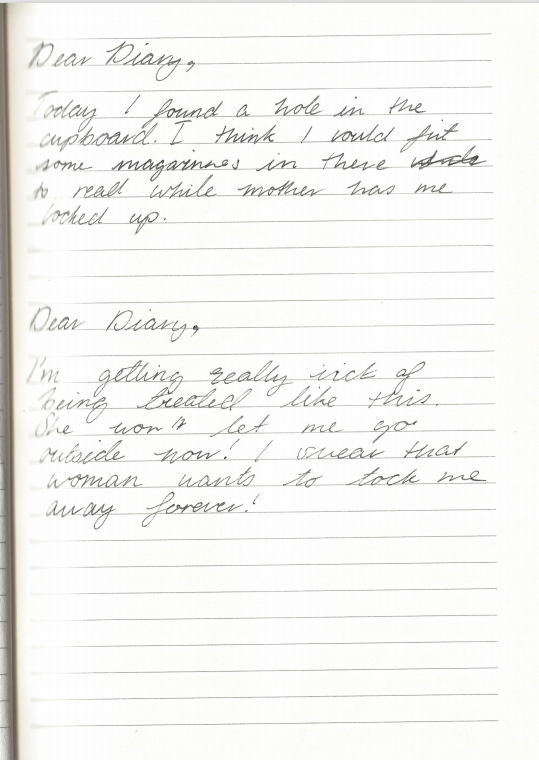 Dear Diary,
Today I found a hole in the
cupboard. I think I could fit
some magazines in there
to read while mother has me
locked up.
Dear Diary,
I'm getting really sick of
being treated like this.
She won't let me go
outside now! I swear that
woman wants to lock me
away forever!